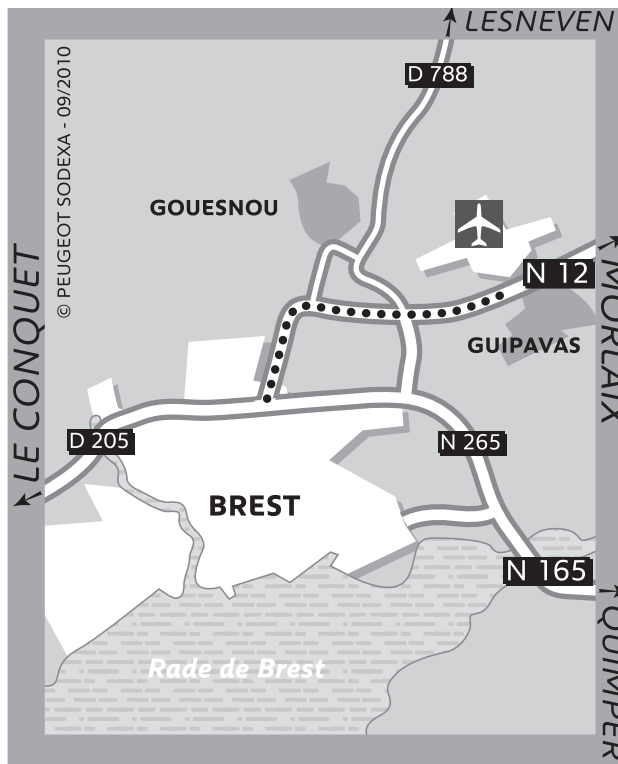 LESNEVEN
D 788
© PEUGEOT SODEXA - 09/2010
GOUESNOU
N 12
MORLAIX
GUIPAVAS
LE CONQUET
D 205
N 265
BREST
N 165
QUIMPER
Rade de Brest